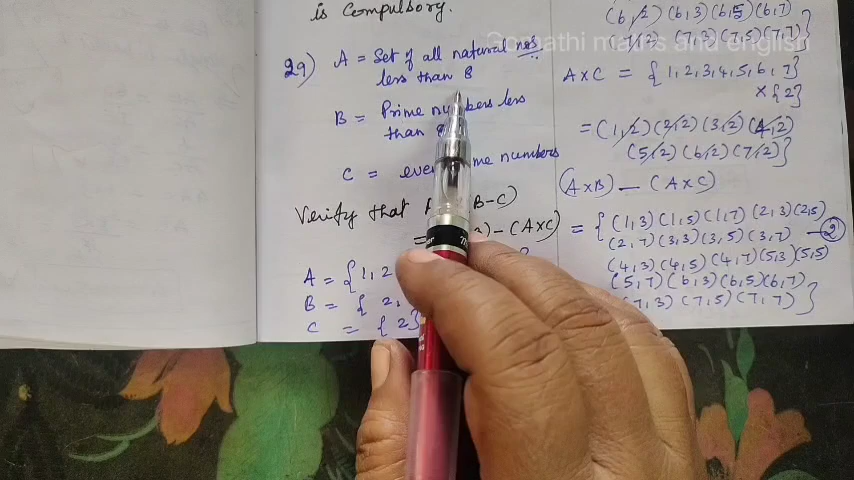 is Compulsory.
29) A = Set of all natural nos
less than 8
B = Prime numbers less
than
C = even prime numbers
Verify that (B-C)
= ) - (A×C)
A = {1, 2
B = { 2,
C = {2}
(6,2) (6,3) (6,5) (6,7)
(7,2) (7,3) (7,5) (7,7)
Gomathi maths and english
A×C = {1,2,3,4,5,6,7}
× {2}
= (1,2) (2,2) (3,2) (4,2)
(5,2) (6,2) (7,2)}
(A×B) - (A×C)
= {(1,3) (1,5) (1,7) (2,3) (2,5)
(2,7) (3,3) (3,5) (3,7) - ②
(4,3) (4,5) (4,7) (5,3) (5,5)
(5,7) (6,3) (6,5) (6,7)
(7,3) (7,5) (7,7)}